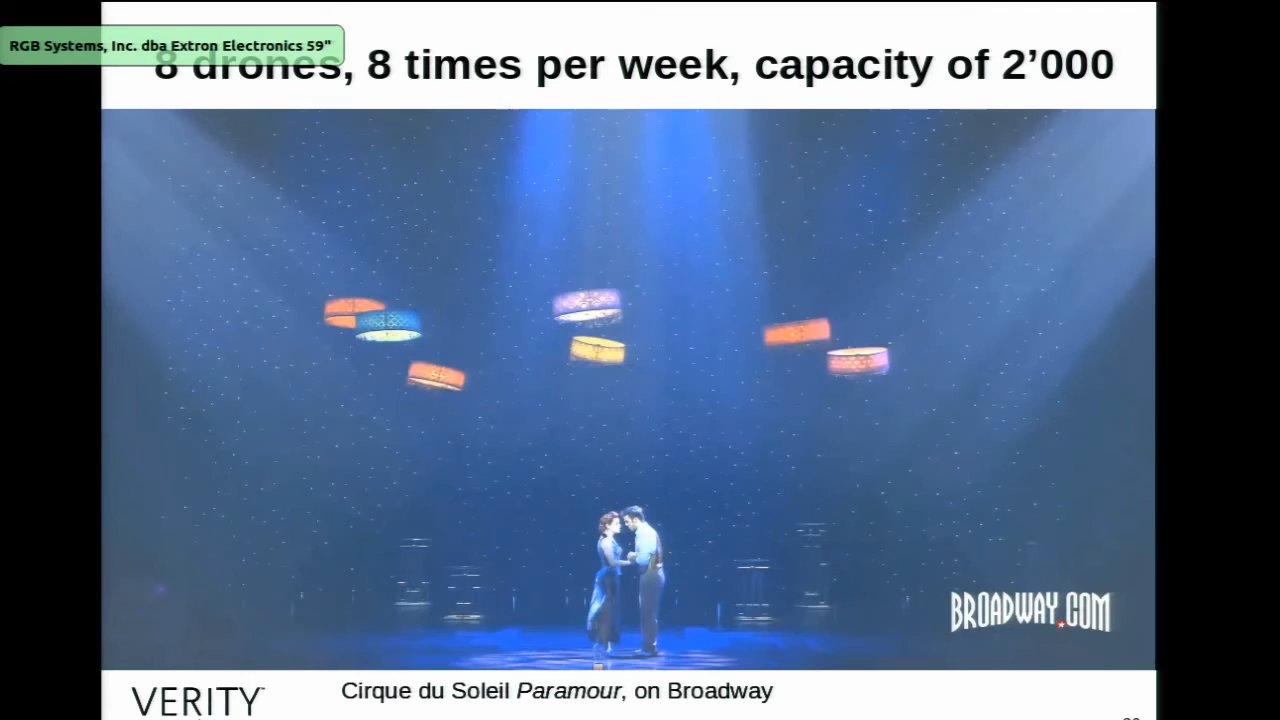 RGB Systems, Inc. dba Extron Electronics 59"
8 drones, 8 times per week, capacity of 2’000
BROADWAY.COM
Cirque du Soleil Paramour, on Broadway
VERITY